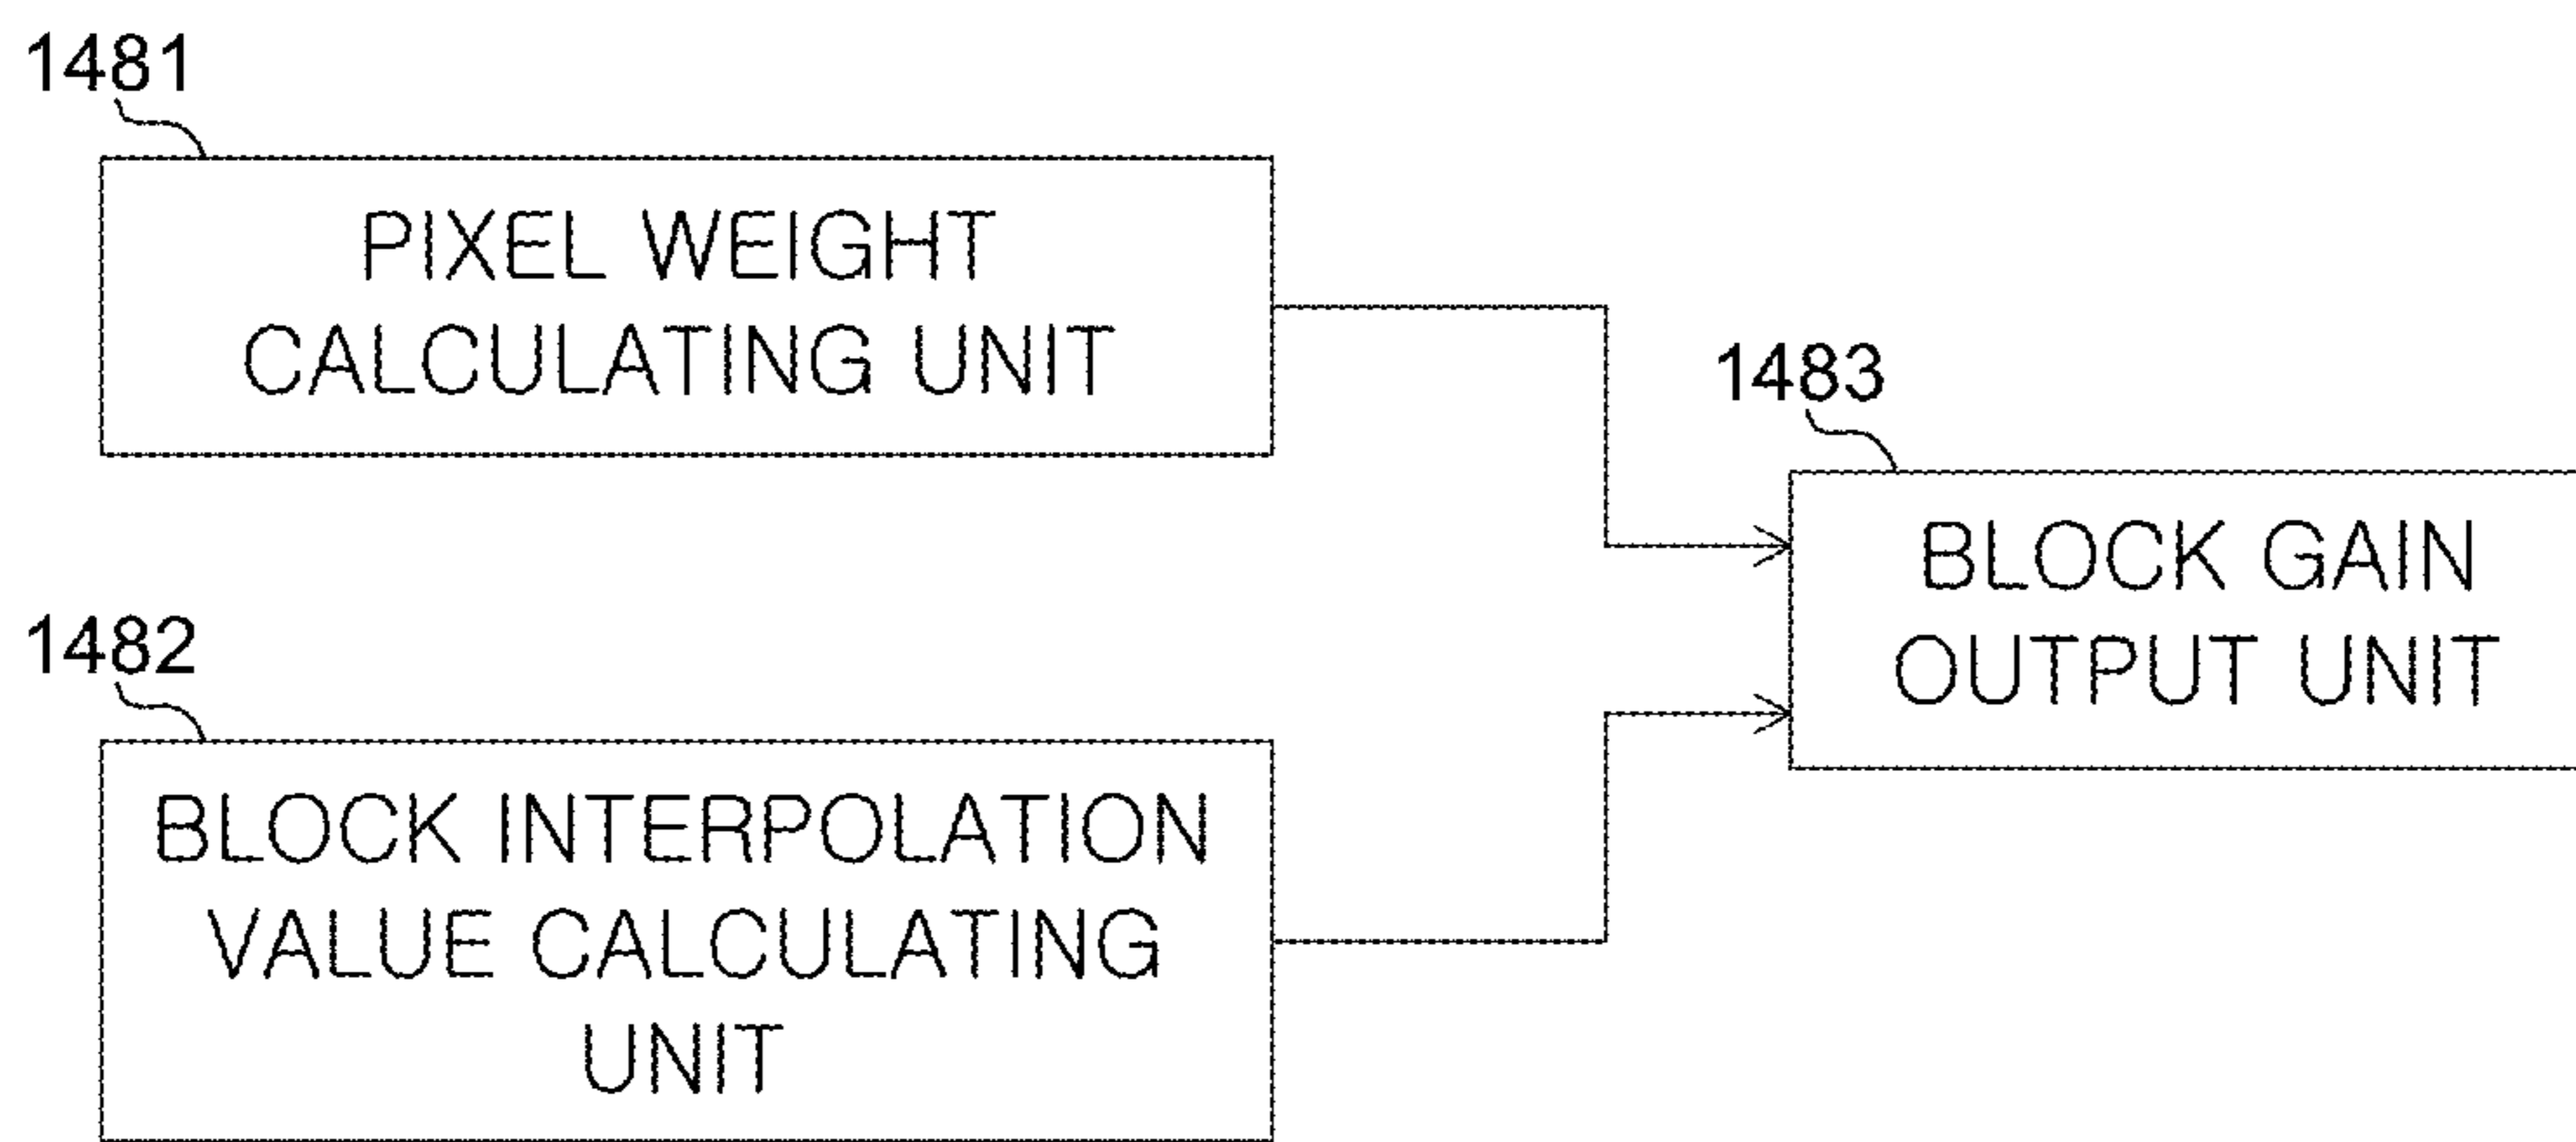 1481
PIXEL WEIGHT
CALCULATING UNIT
1483
BLOCK GAIN
OUTPUT UNIT
1482
BLOCK INTERPOLATION
VALUE CALCULATING
UNIT